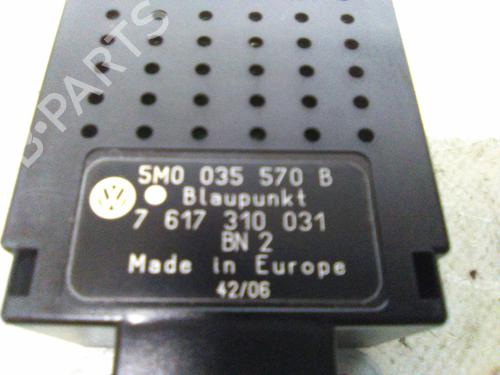 B-PARTS
5M0 035 570 B
Blaupunkt
7 617 310 031
BN 2
Made in Europe
42/06